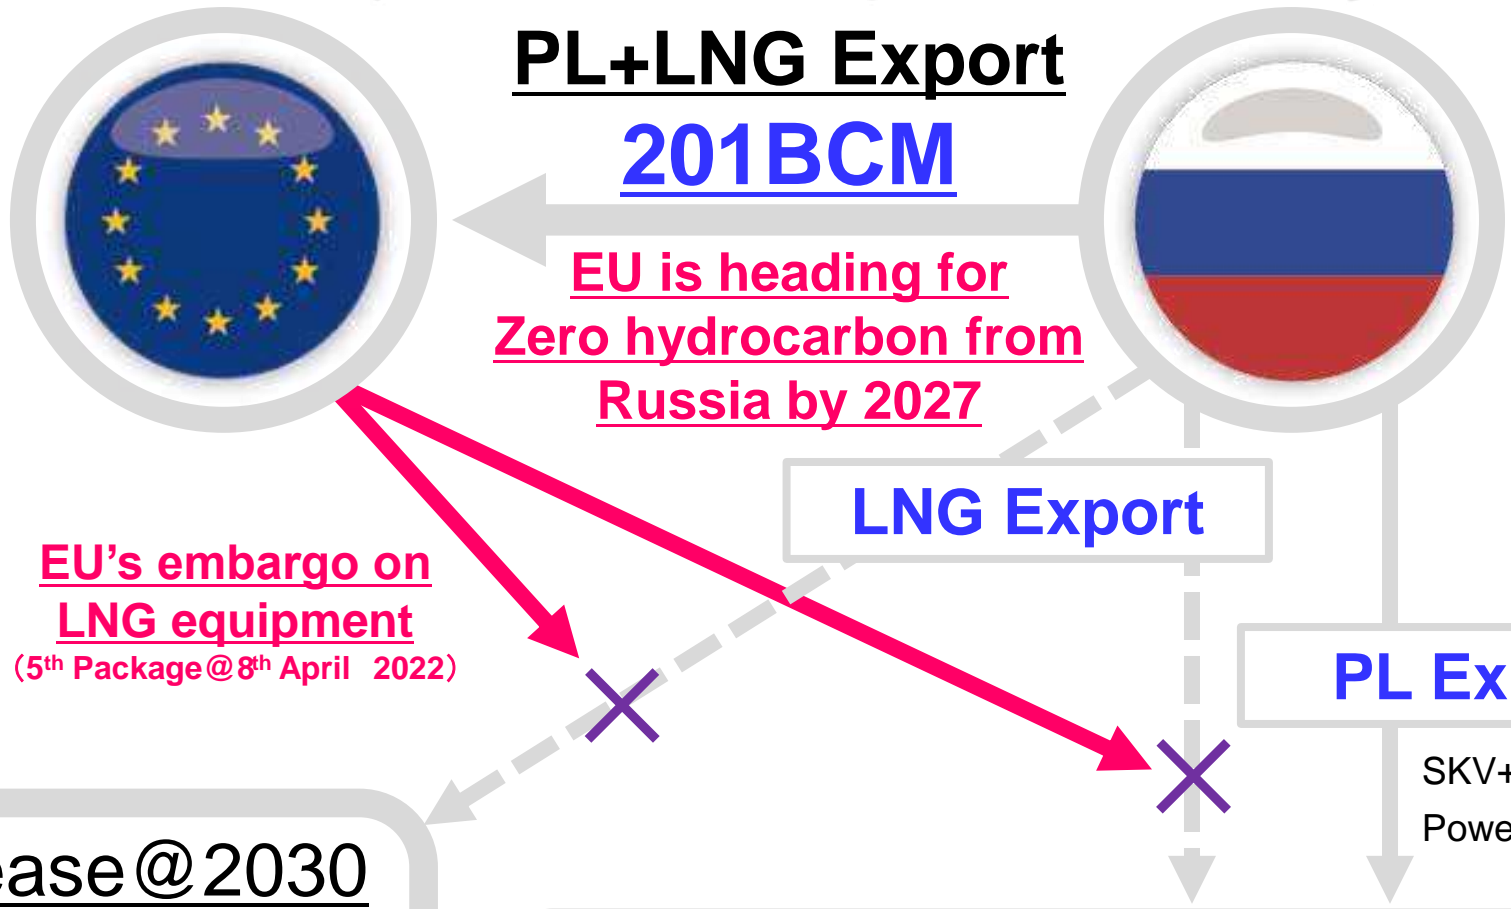 PL+LNG Export
201BCM
EU is heading for
Zero hydrocarbon from
Russia by 2027
LNG Export
EU’s embargo on
LNG equipment
（5th Package@8th April 2022）
PL Ex
SKV+
Powe
ease@2030